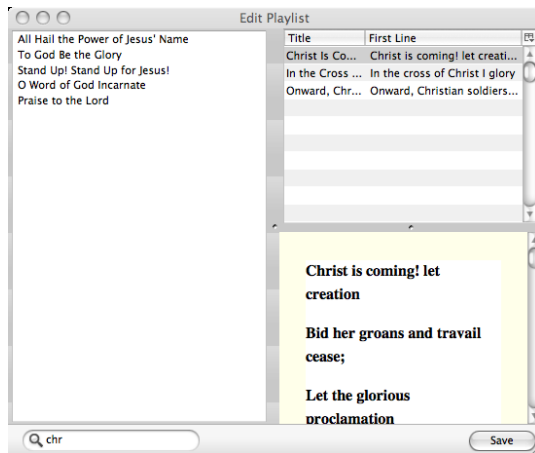 Edit Playlist
All Hail the Power of Jesus' Name
To God Be the Glory
Stand Up! Stand Up for Jesus!
O Word of God Incarnate
Praise to the Lord
Title First Line
Christ Is Co... Christ is coming! let creati...
In the Cross ... In the cross of Christ I glory
Onward, Chr... Onward, Christian soldiers...
Christ is coming! let
creation
Bid her groans and travail
cease;
Let the glorious
proclamation
chr
Save